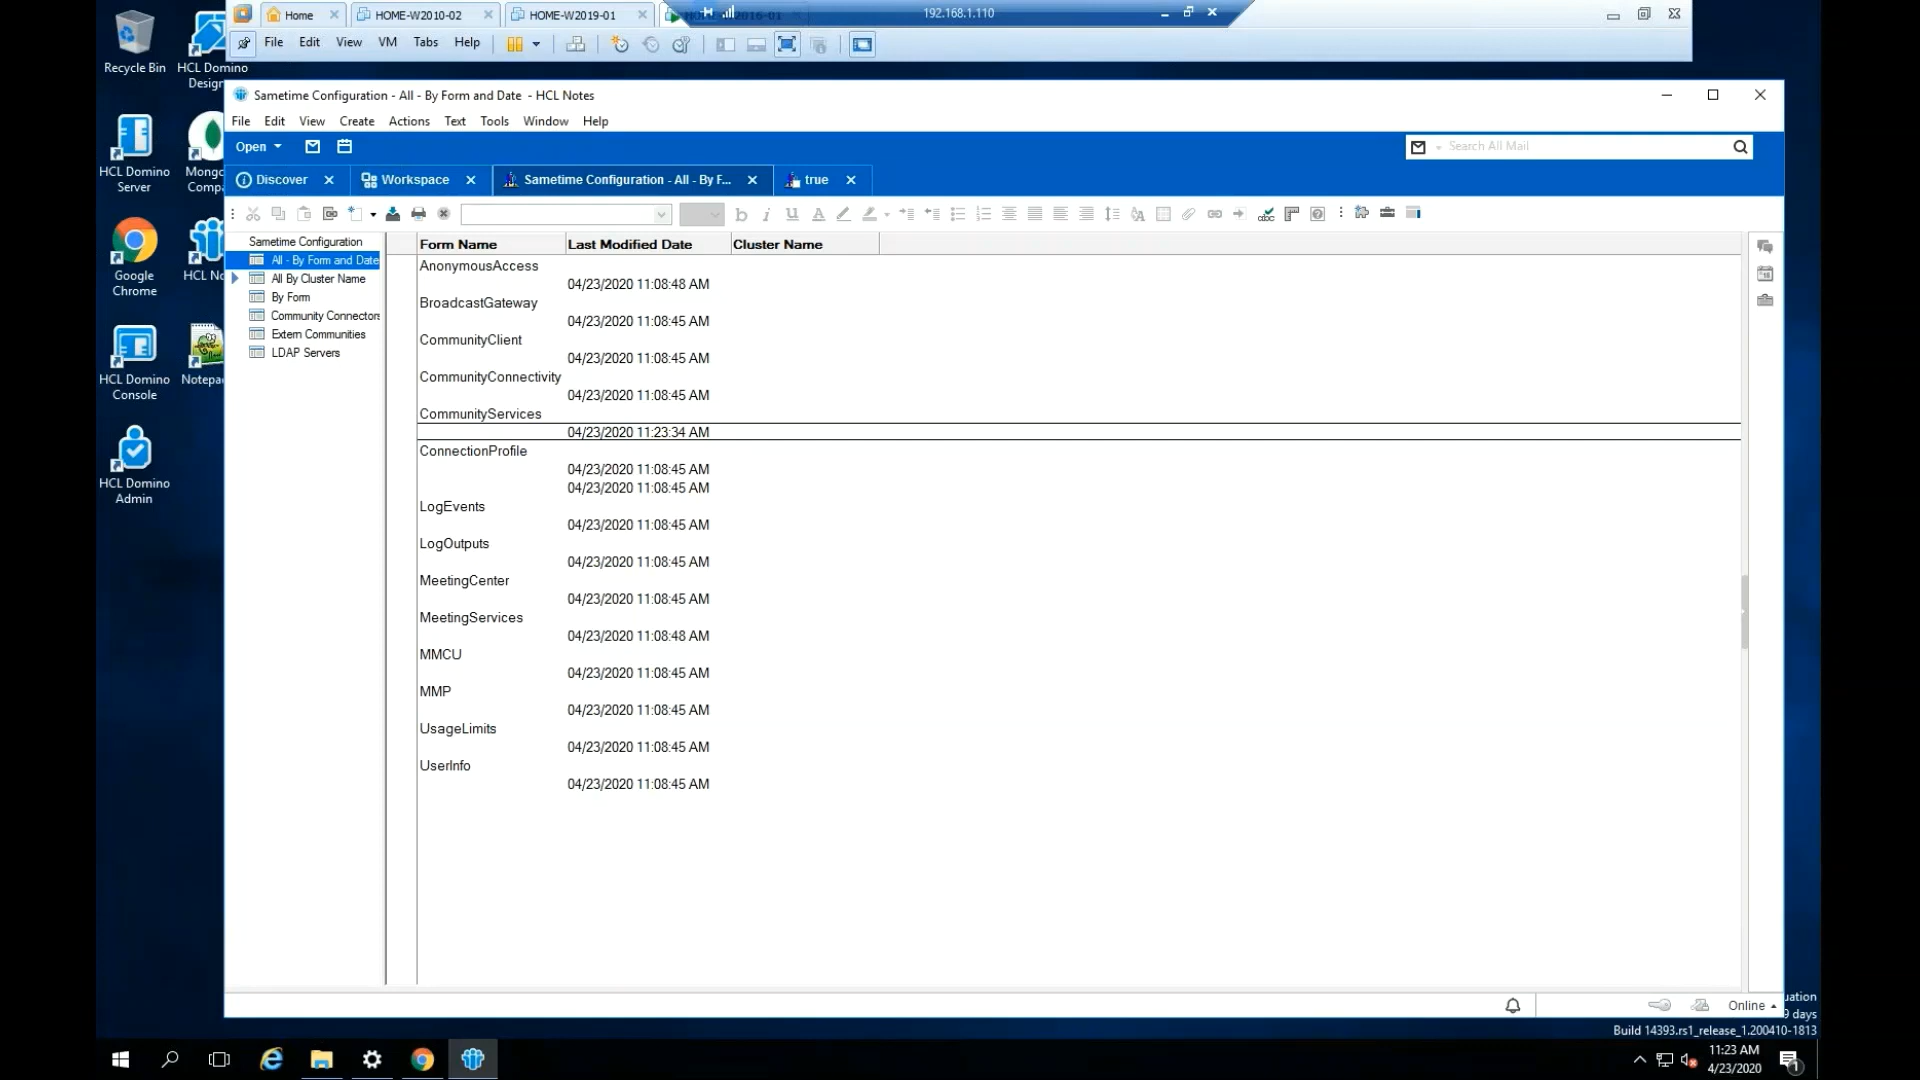 Home
HOME-W2010-02
HOME-W2019-01
192.168.1.110
File Edit View VM Tabs Help
Recycle Bin
HCL Domino
Design
HCL Domino
Server
Mongo
Comp
Google
Chrome
HCL No
HCL Domino
Console
Notepa
HCL Domino
Admin
Sametime Configuration - All - By Form and Date - HCL Notes
File Edit View Create Actions Text Tools Window Help
Open
Search All Mail
Discover
Workspace
Sametime Configuration - All - By F...
true
Sametime Configuration
All - By Form and Date
All By Cluster Name
By Form
Community Connectors
Extern Communities
LDAP Servers
Form Name Last Modified Date Cluster Name
AnonymousAccess
04/23/2020 11:08:48 AM
BroadcastGateway
04/23/2020 11:08:45 AM
CommunityClient
04/23/2020 11:08:45 AM
CommunityConnectivity
04/23/2020 11:08:45 AM
CommunityServices
04/23/2020 11:23:34 AM
ConnectionProfile
04/23/2020 11:08:45 AM
04/23/2020 11:08:45 AM
LogEvents
04/23/2020 11:08:45 AM
LogOutputs
04/23/2020 11:08:45 AM
MeetingCenter
04/23/2020 11:08:45 AM
MeetingServices
04/23/2020 11:08:48 AM
MMCU
04/23/2020 11:08:45 AM
MMP
04/23/2020 11:08:45 AM
UsageLimits
04/23/2020 11:08:45 AM
UserInfo
04/23/2020 11:08:45 AM
Online
uation
9 days
Build 14393.rs1_release_1.200410-1813
11:23 AM
4/23/2020
1